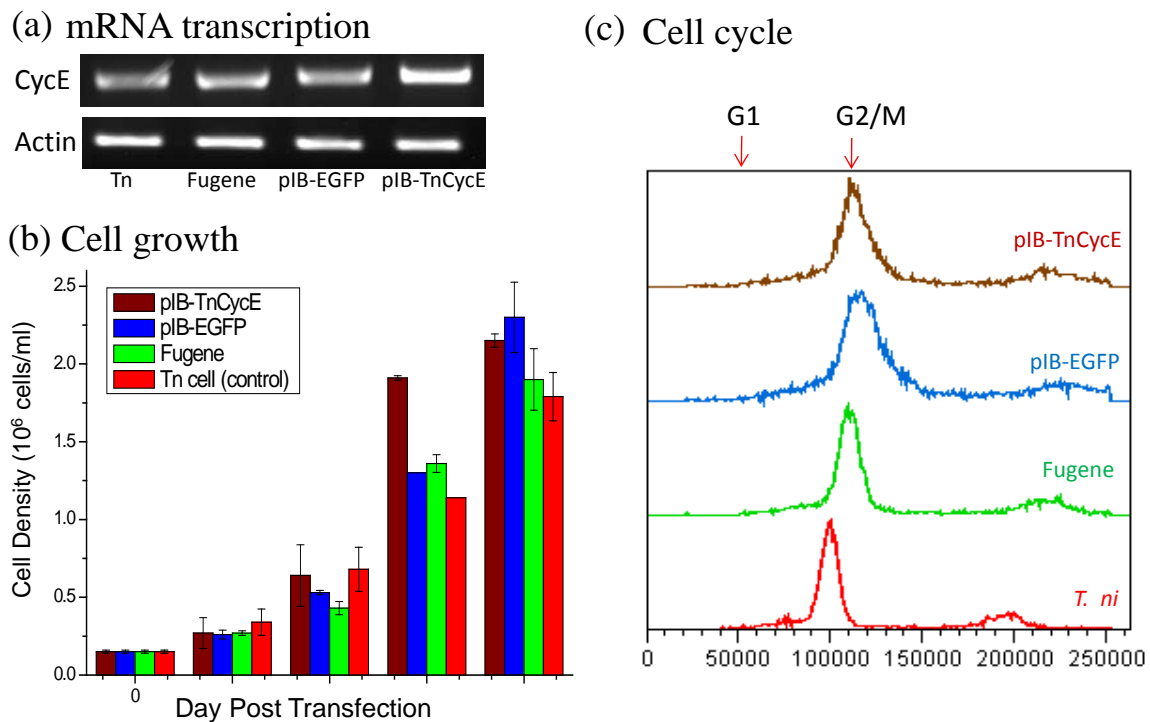 (a) mRNA transcription
CycE
Actin
Tn Fugene pIB-EGFP pIB-TnCycE
(b) Cell growth
2.5
2.0
1.5
1.0
0.5
0.0
Cell Density (10⁶ cells/ml)
pIB-TnCycE
pIB-EGFP
Fugene
Tn cell (control)
0
Day Post Transfection
(c) Cell cycle
G1 G2/M
pIB-TnCycE
pIB-EGFP
Fugene
T. ni
0 50000 100000 150000 200000 250000